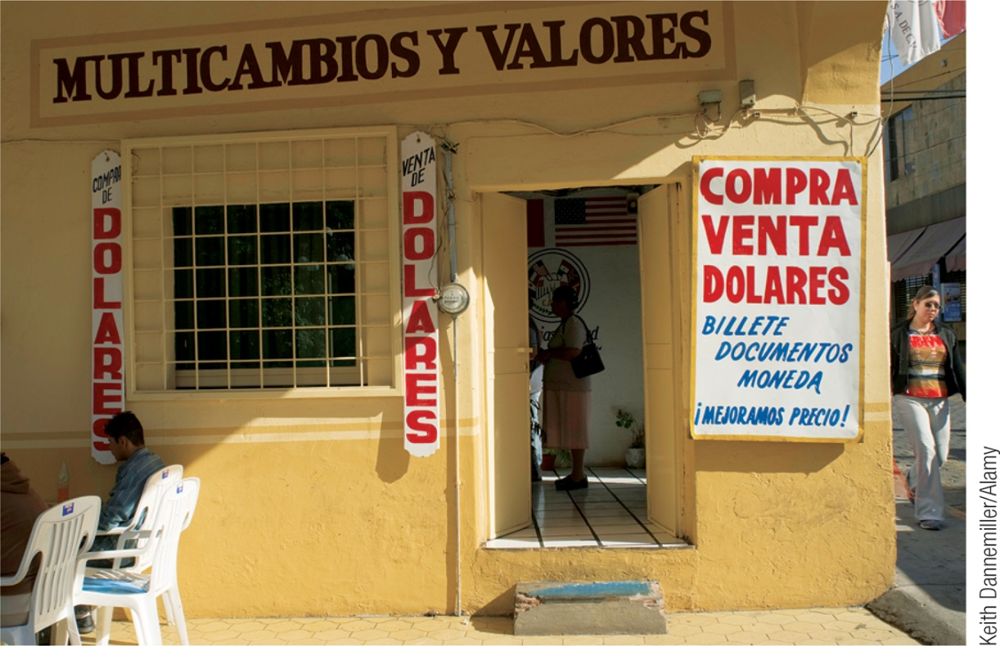 MULTICAMBIOS Y VALORES
S.A. DE C.V.
COMPRA
DE
DOLARES
VENTA
DE
DOLARES
COMPRA
VENTA
DOLARES
BILLETE
DOCUMENTOS
MONEDA
¡MEJORAMOS PRECIO!
Keith Dannemiller/Alamy